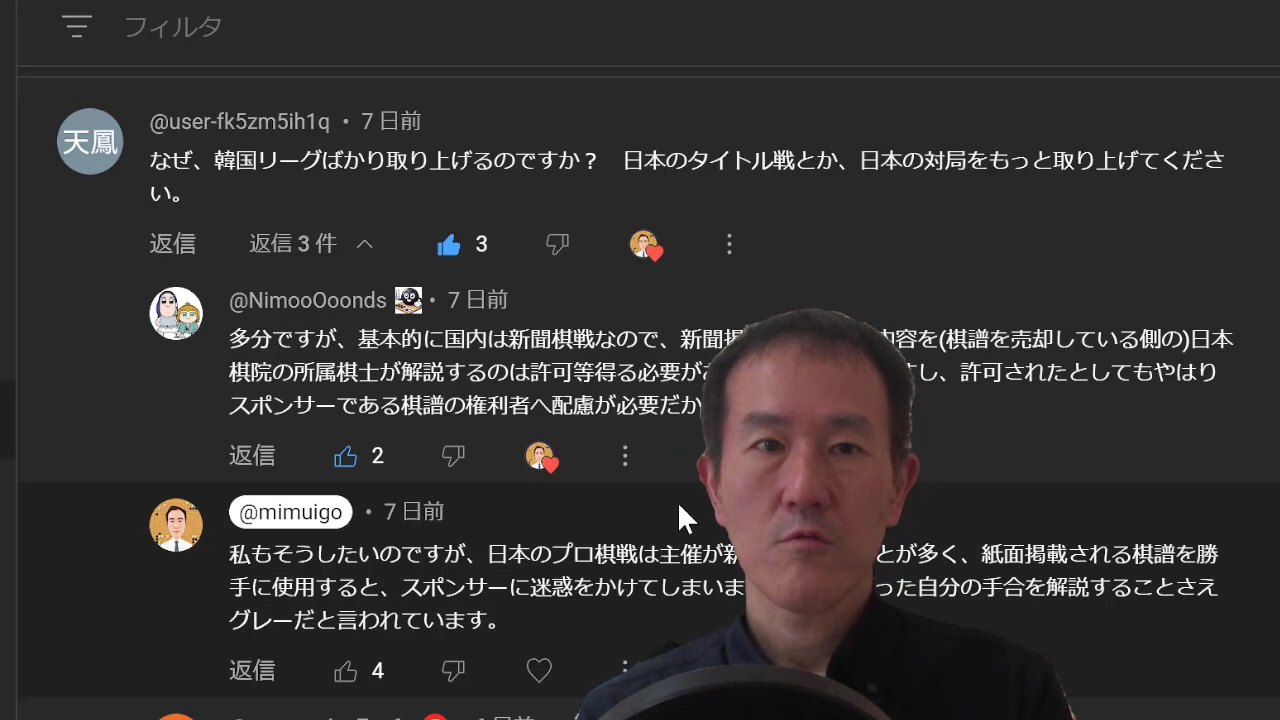 フィルタ
天鳳
@user-fk5zm5ih1q • 7 日前
なぜ、韓国リーグばかり取り上げるのですか？　日本のタイトル戦とか、日本の対局をもっと取り上げてくださ
い。
返信 返信 3 件 3
@NimooOoonds • 7 日前
多分ですが、基本的に国内は新聞棋戦なので、新聞 内容を(棋譜を売却している側の)日本
棋院の所属棋士が解説するのは許可等得る必要が し、許可されたとしてもやはり
スポンサーである棋譜の権利者へ配慮が必要だか
返信 2
@mimuigo • 7 日前
私もそうしたいのですが、日本のプロ棋戦は主催が とが多く、紙面掲載される棋譜を勝
手に使用すると、スポンサーに迷惑をかけてしまいま った自分の手合を解説することさえ
グレーだと言われています。
返信 4